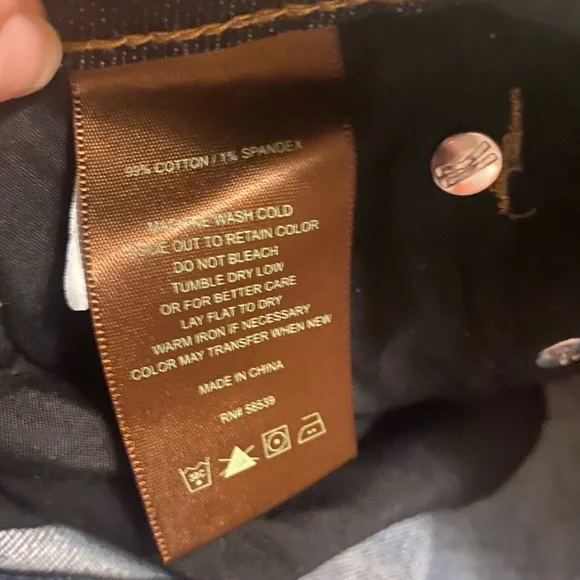 99% COTTON / 1% SPANDEX
MACHINE WASH COLD
INSIDE OUT TO RETAIN COLOR
DO NOT BLEACH
TUMBLE DRY LOW
OR FOR BETTER CARE
LAY FLAT TO DRY
WARM IRON IF NECESSARY
COLOR MAY TRANSFER WHEN NEW
MADE IN CHINA
RN# 58539
30C